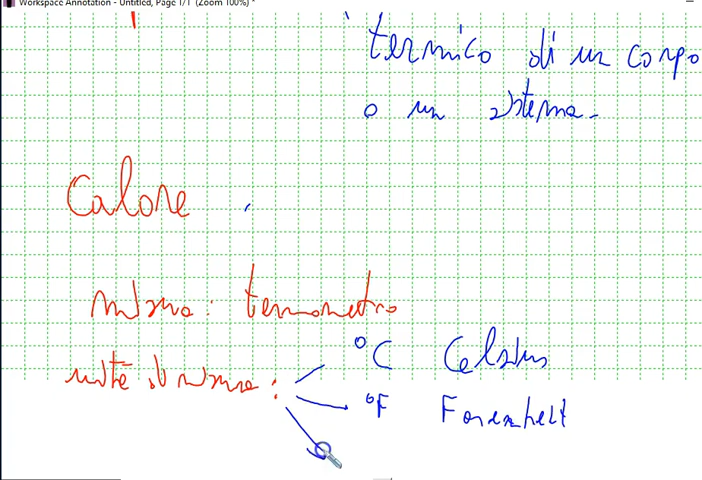 Workspace Annotation - Untitled, Page 1/1 (Zoom 100%) *
termico di un corpo
o un sistema.
Calore
misura: termometro
unità di misura:
°C Celsius
°F Farenheit